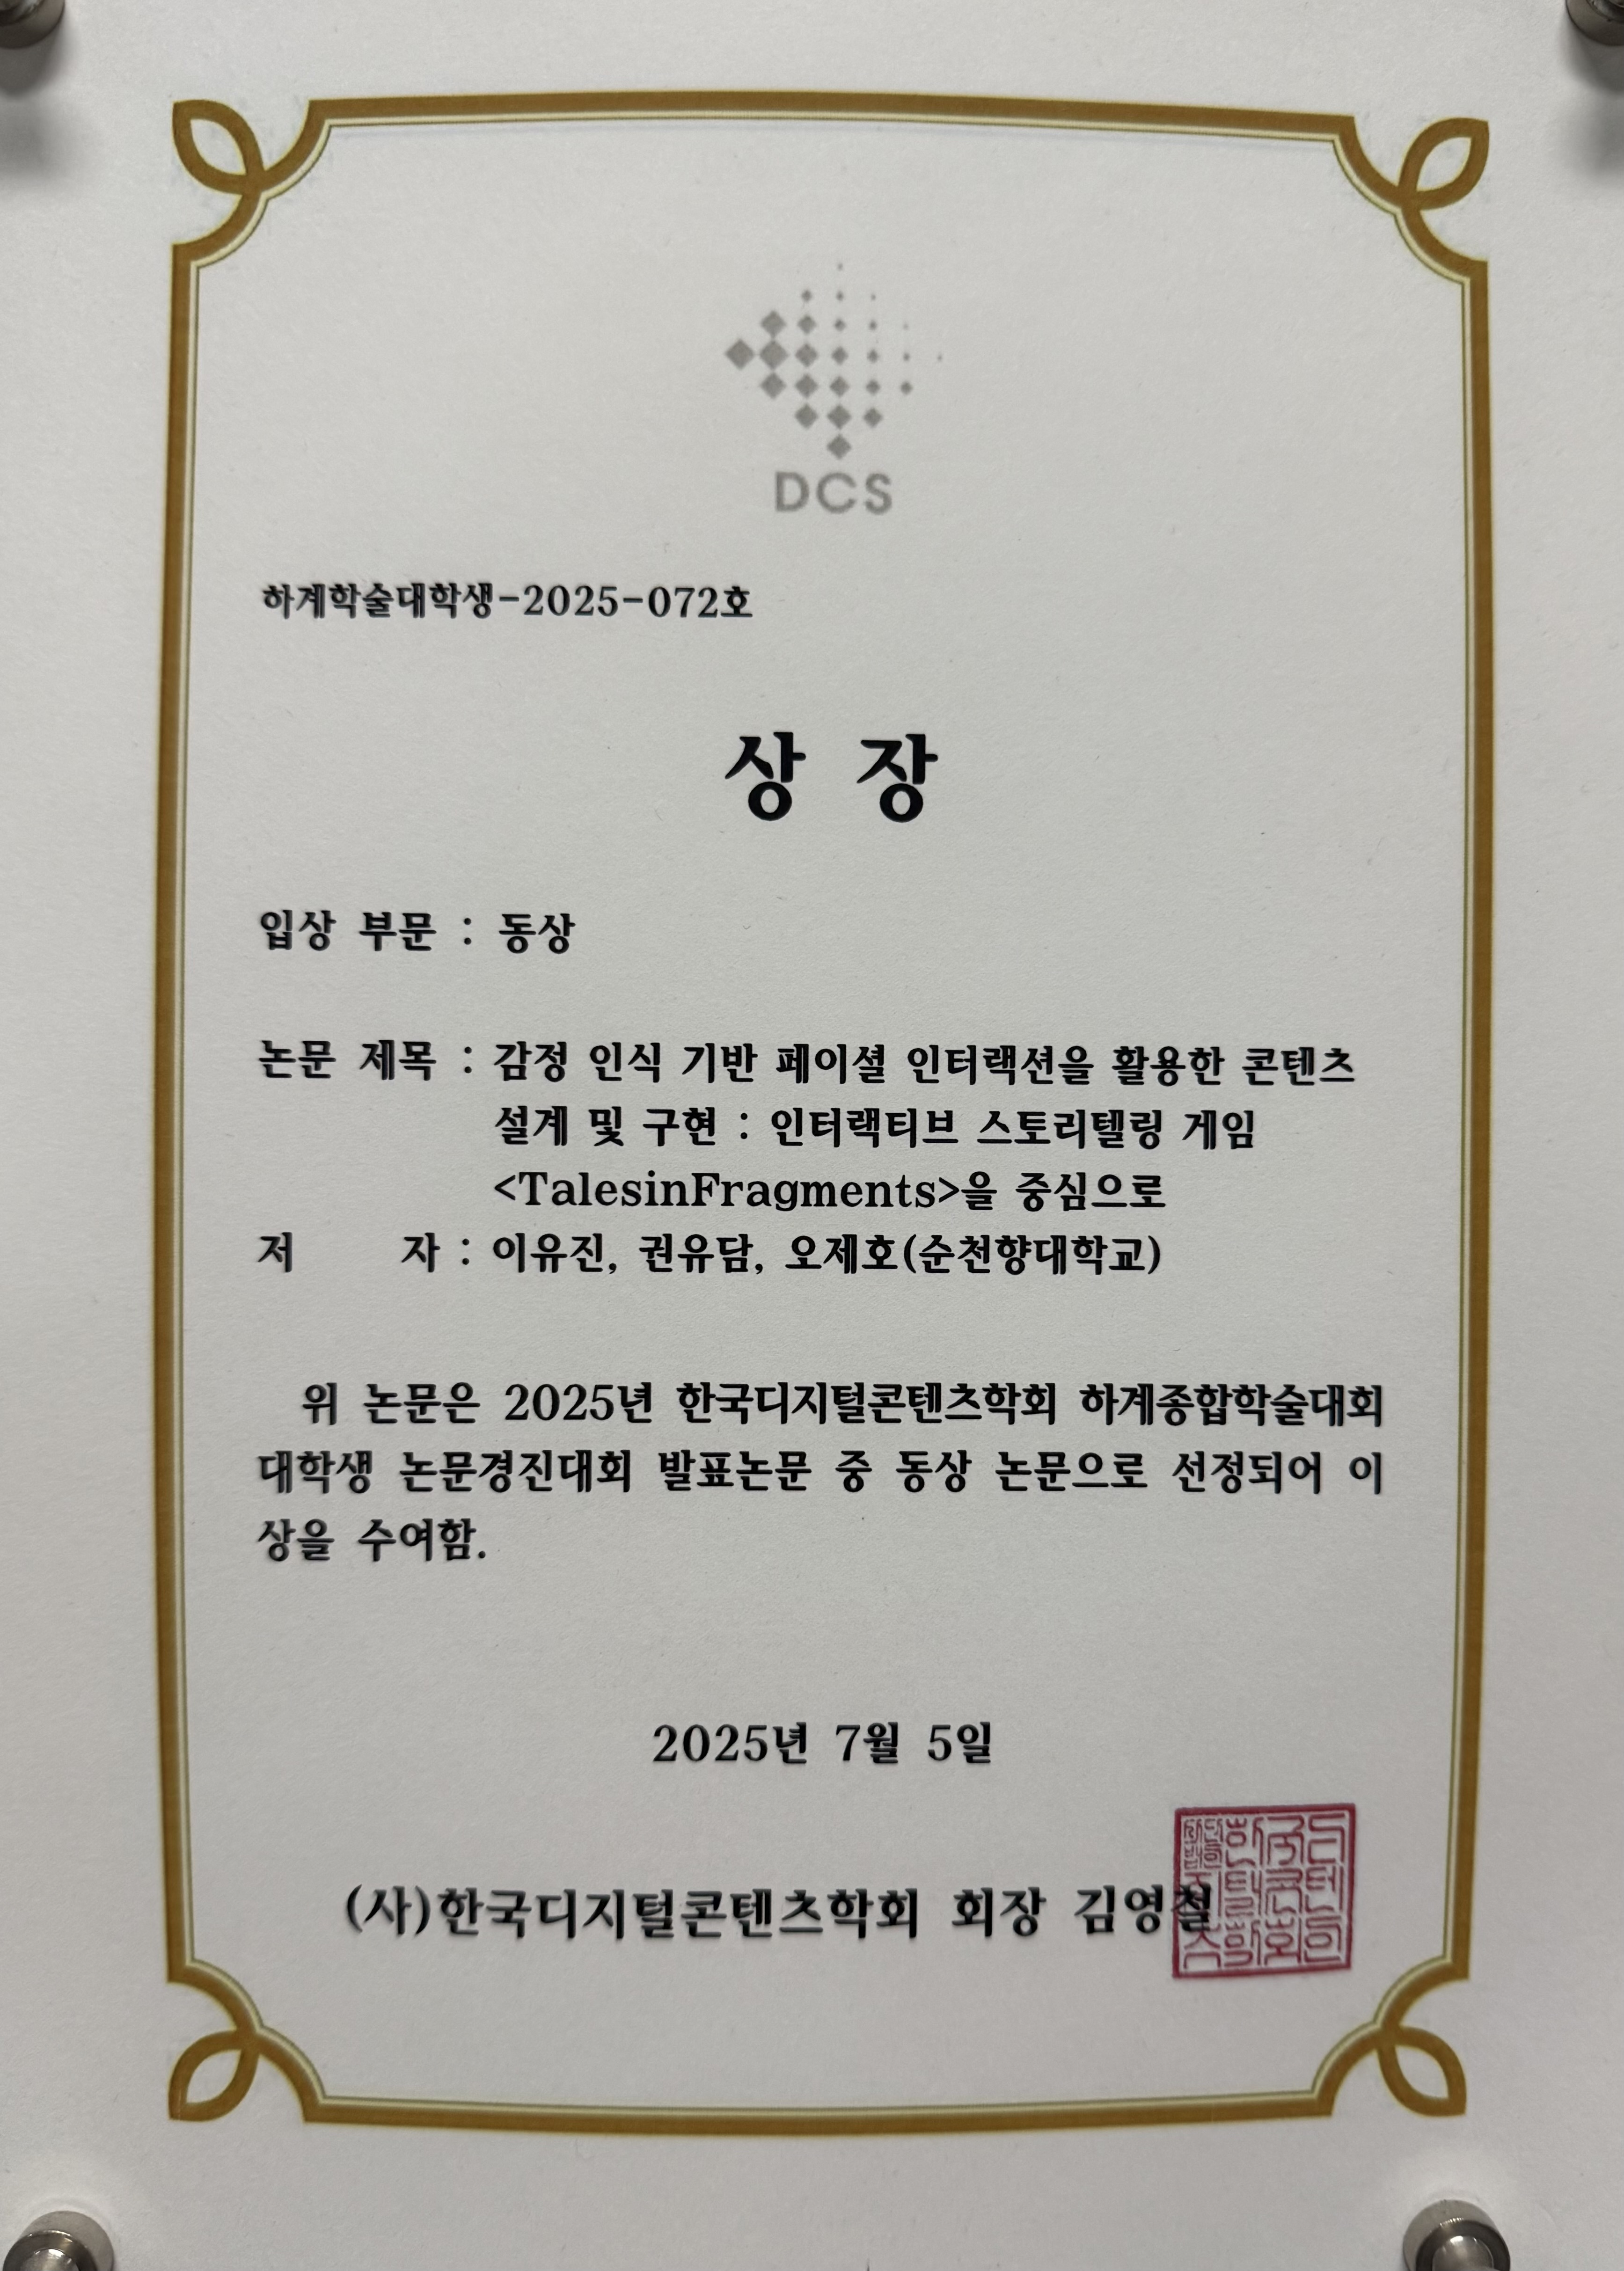 DCS
하계학술대학생-2025-072호
상 장
입상 부문 : 동상
논문 제목 : 감정 인식 기반 페이셜 인터랙션을 활용한 콘텐츠
설계 및 구현 : 인터랙티브 스토리텔링 게임
<TalesinFragments>을 중심으로
저 자 : 이유진, 권유담, 오제호(순천향대학교)
위 논문은 2025년 한국디지털콘텐츠학회 하계종합학술대회
대학생 논문경진대회 발표논문 중 동상 논문으로 선정되어 이
상을 수여함.
2025년 7월 5일
(사)한국디지털콘텐츠학회 회장 김영철